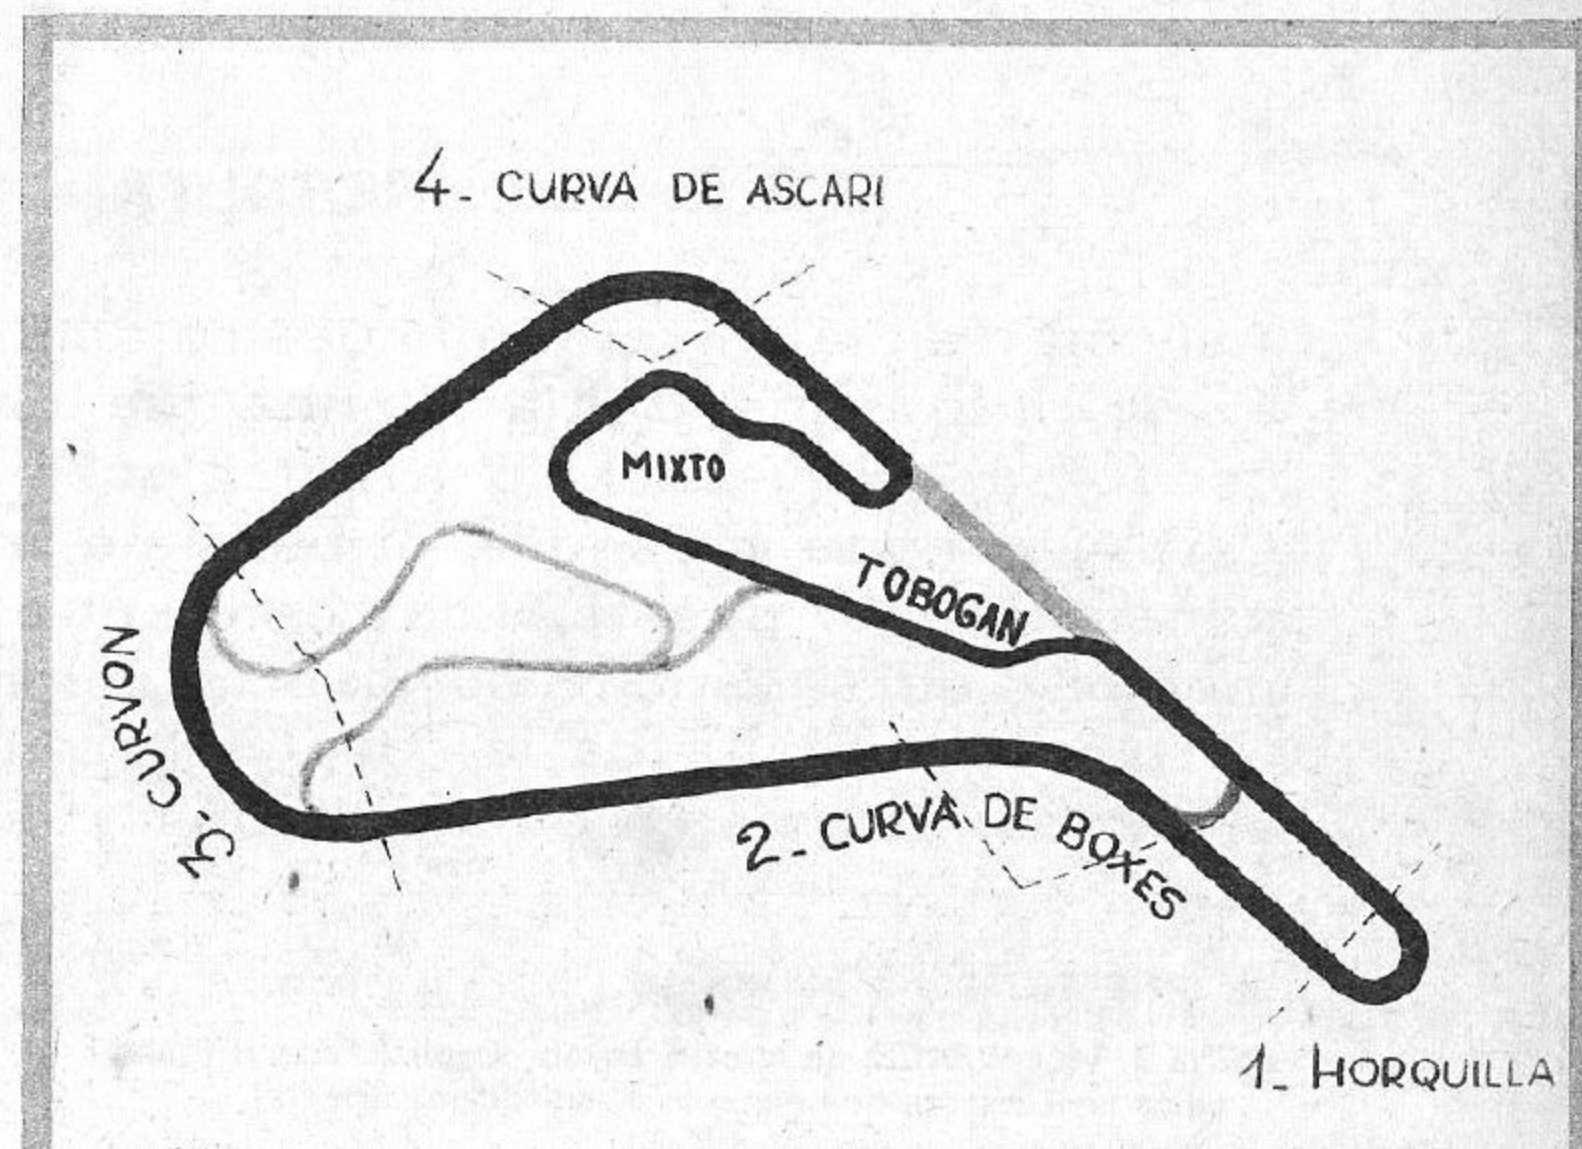 4- CURVA DE ASCARI
MIXTO
TOBOGAN
3- CURVON
2- CURVA DE BOXES
1- HORQUILLA